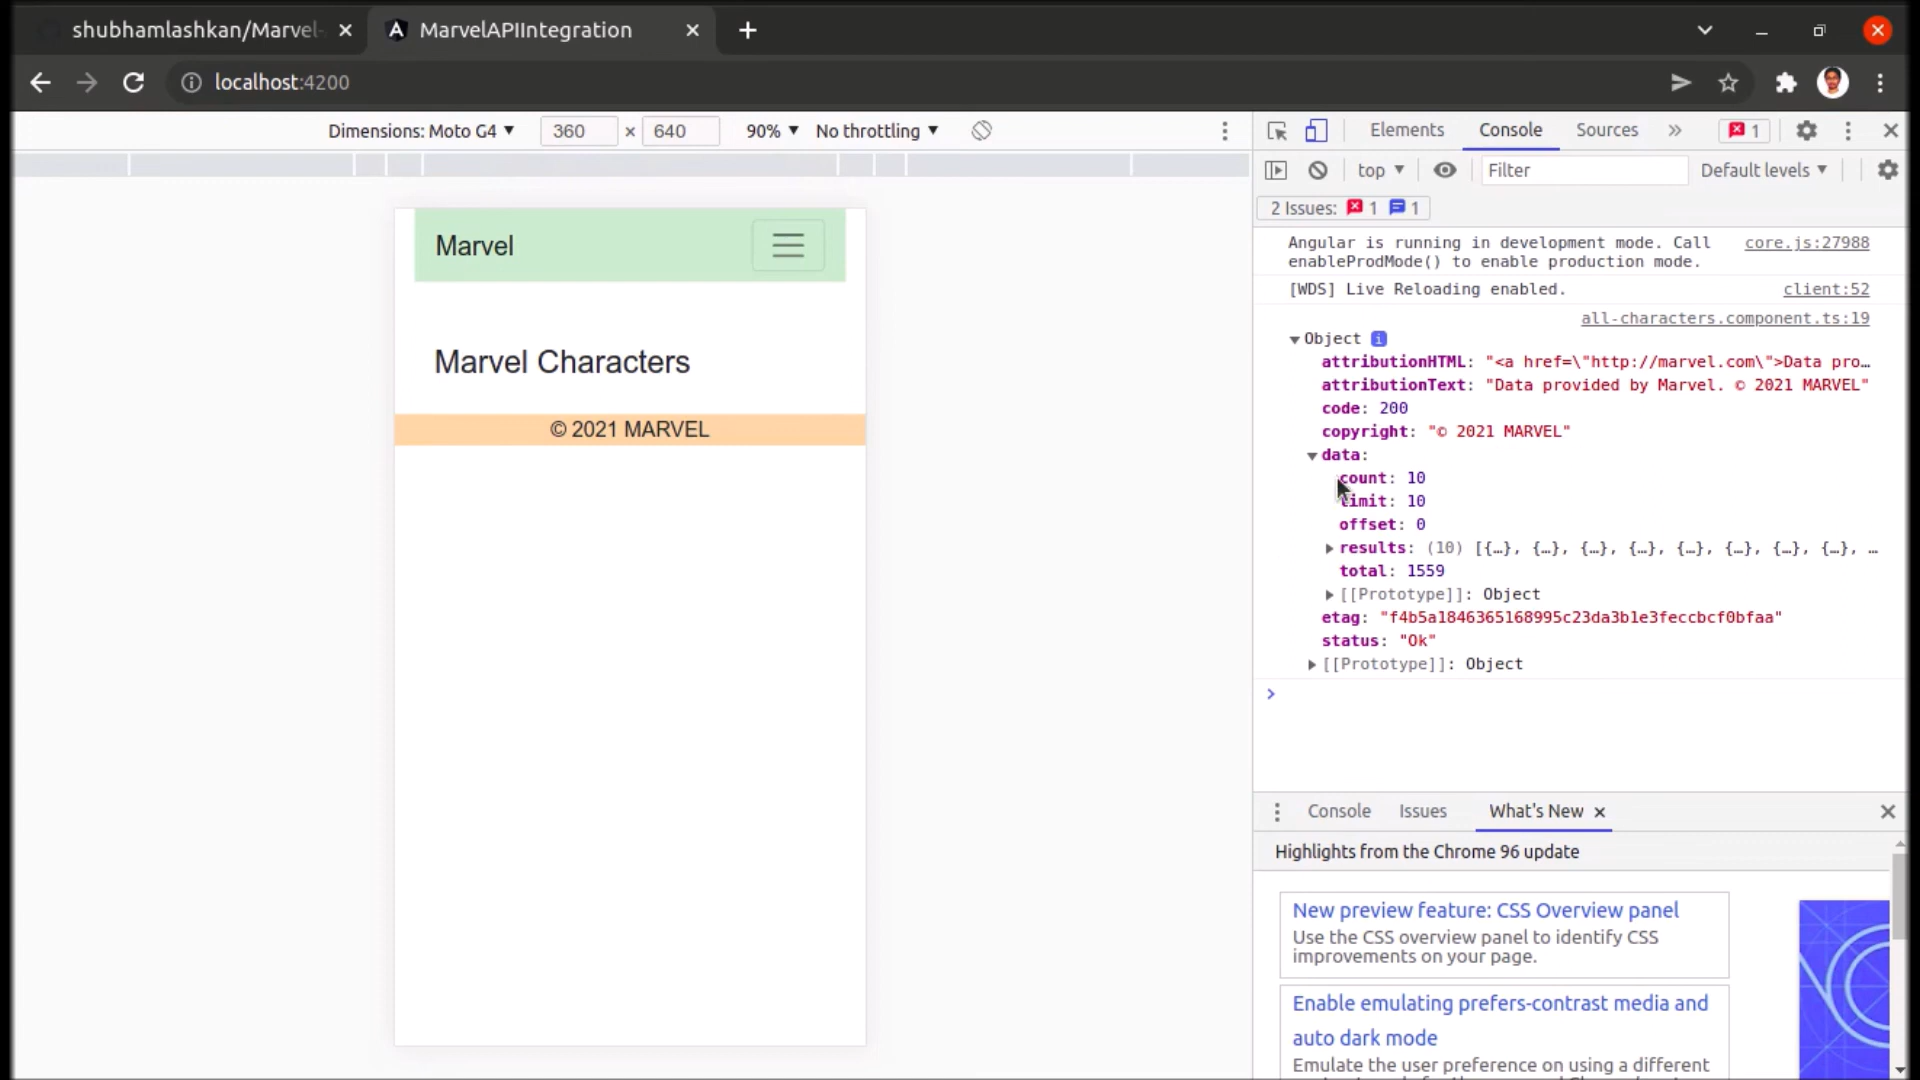 shubhamlashkan/Marvel-
MarvelAPIIntegration
localhost:4200
Dimensions: Moto G4
360 × 640
90%
No throttling
Elements
Console
Sources
1
top
Filter
Default levels
2 Issues: 1 1
Marvel
Marvel Characters
© 2021 MARVEL
Angular is running in development mode. Call core.js:27988
enableProdMode() to enable production mode.
[WDS] Live Reloading enabled. client:52
all-characters.component.ts:19
Object i
attributionHTML: "<a href=\"http://marvel.com\">Data pro…
attributionText: "Data provided by Marvel. © 2021 MARVEL"
code: 200
copyright: "© 2021 MARVEL"
data:
count: 10
limit: 10
offset: 0
results: (10) [{…}, {…}, {…}, {…}, {…}, {…}, {…}, {…}, …
total: 1559
[[Prototype]]: Object
etag: "f4b5a1846365168995c23da3b1e3feccbcf0bfaa"
status: "Ok"
[[Prototype]]: Object
Console
Issues
What's New
Highlights from the Chrome 96 update
New preview feature: CSS Overview panel
Use the CSS overview panel to identify CSS
improvements on your page.
Enable emulating prefers-contrast media and
auto dark mode
Emulate the user preference on using a different